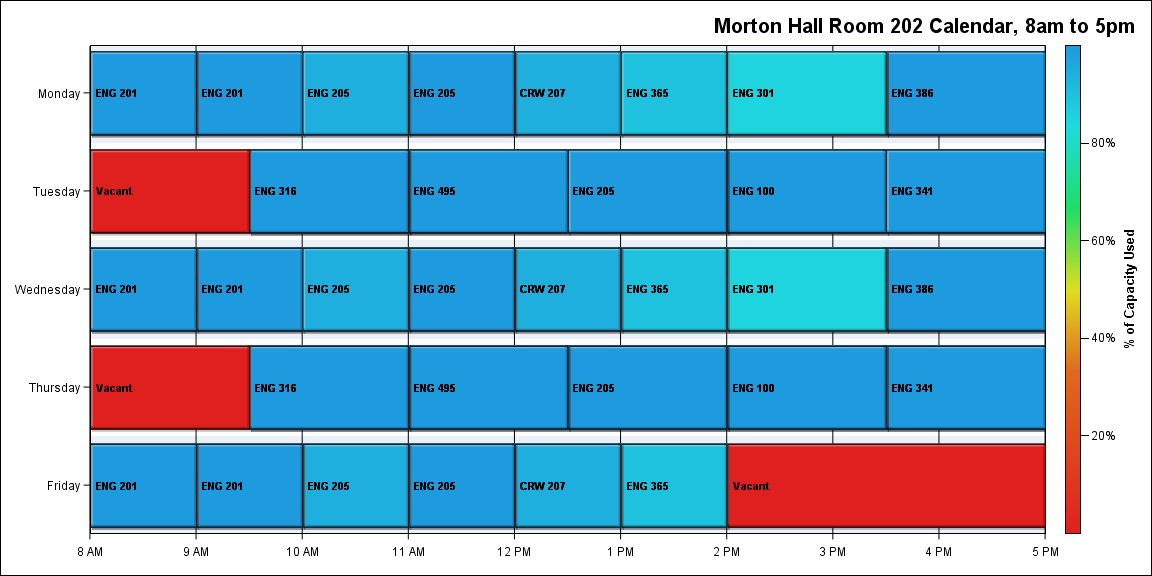 Morton Hall Room 202 Calendar, 8am to 5pm
Monday
ENG 201
ENG 201
ENG 205
ENG 205
CRW 207
ENG 365
ENG 301
ENG 386
Tuesday
Vacant
ENG 316
ENG 495
ENG 205
ENG 100
ENG 341
Wednesday
ENG 201
ENG 201
ENG 205
ENG 205
CRW 207
ENG 365
ENG 301
ENG 386
Thursday
Vacant
ENG 316
ENG 495
ENG 205
ENG 100
ENG 341
Friday
ENG 201
ENG 201
ENG 205
ENG 205
CRW 207
ENG 365
Vacant
8 AM
9 AM
10 AM
11 AM
12 PM
1 PM
2 PM
3 PM
4 PM
5 PM
80%
60%
40%
20%
% of Capacity Used